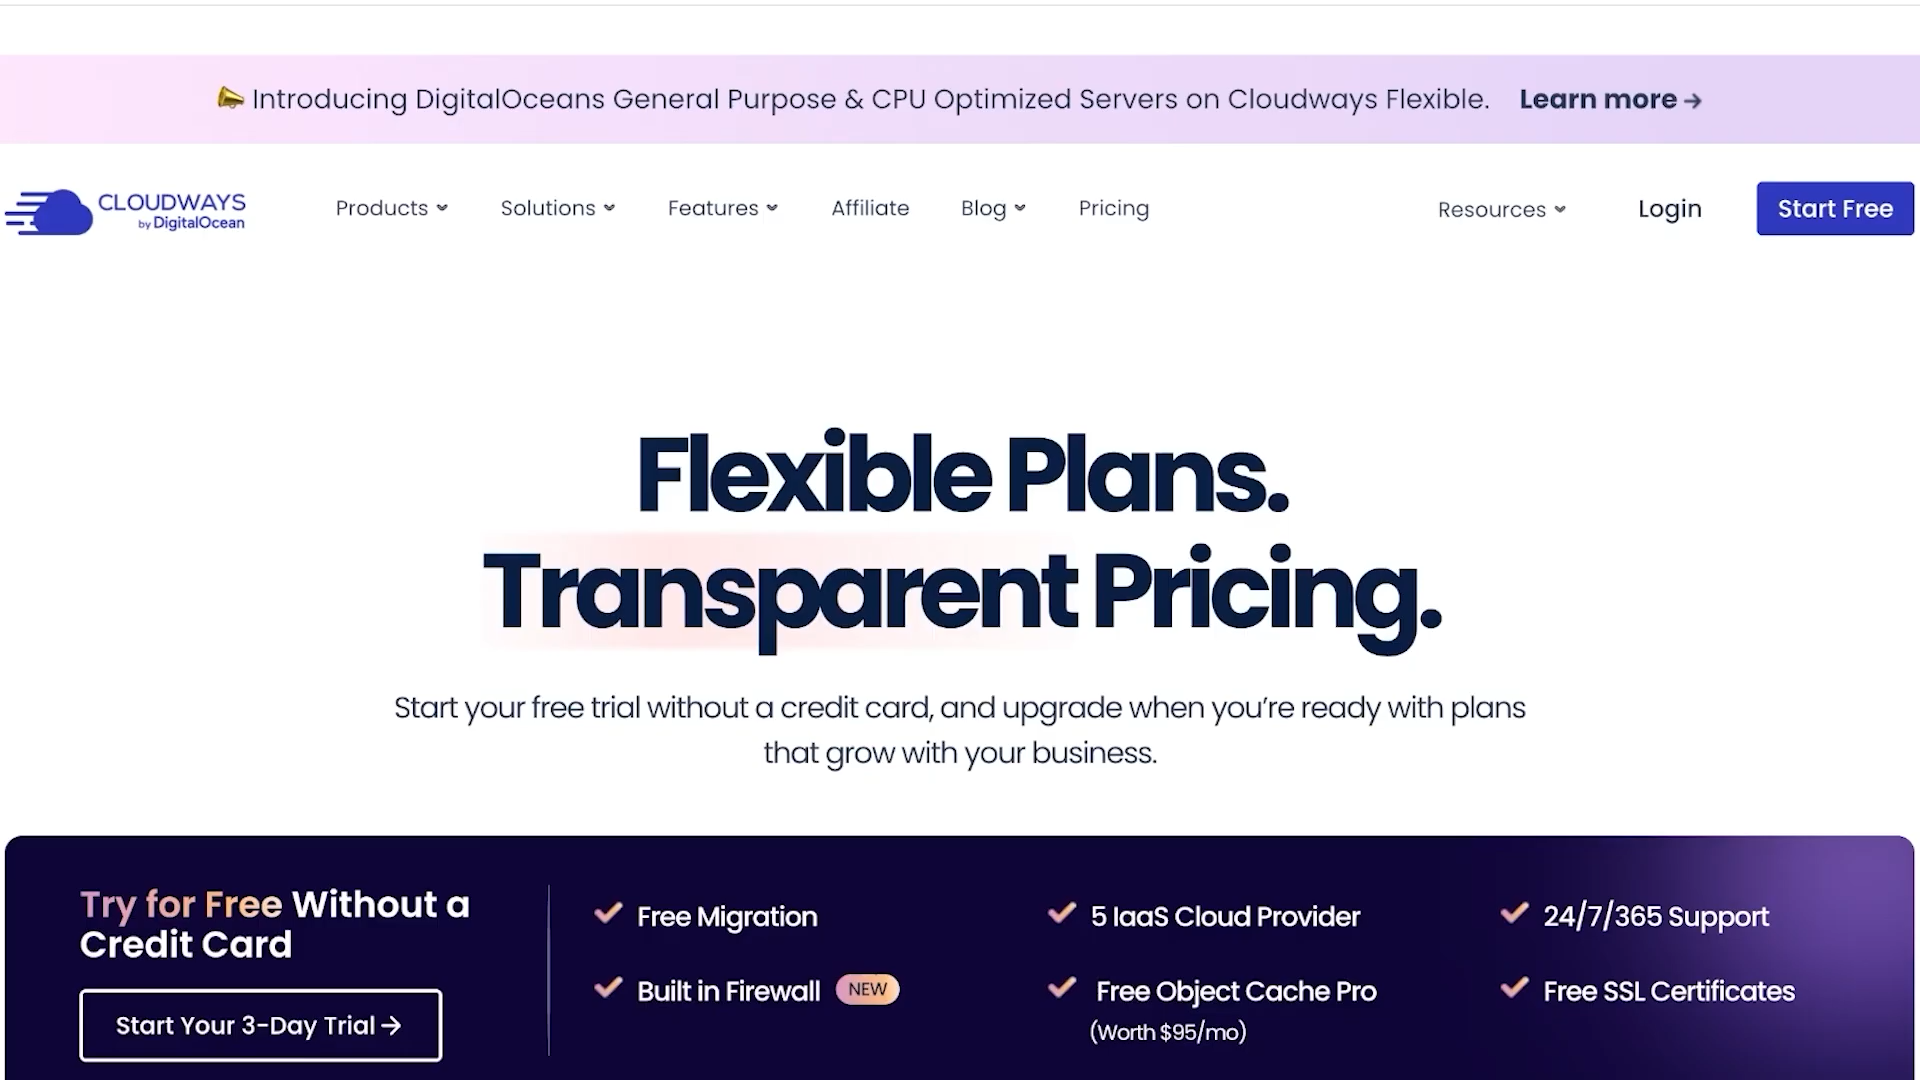 Introducing DigitalOceans General Purpose & CPU Optimized Servers on Cloudways Flexible. Learn more →
CLOUDWAYS
by DigitalOcean
Products Solutions Features Affiliate Blog Pricing Resources Login Start Free
Flexible Plans.
Transparent Pricing.
Start your free trial without a credit card, and upgrade when you’re ready with plans
that grow with your business.
Try for Free Without a
Credit Card
Start Your 3-Day Trial →
Free Migration
5 IaaS Cloud Provider
24/7/365 Support
Built in Firewall NEW
Free Object Cache Pro
(Worth $95/mo)
Free SSL Certificates